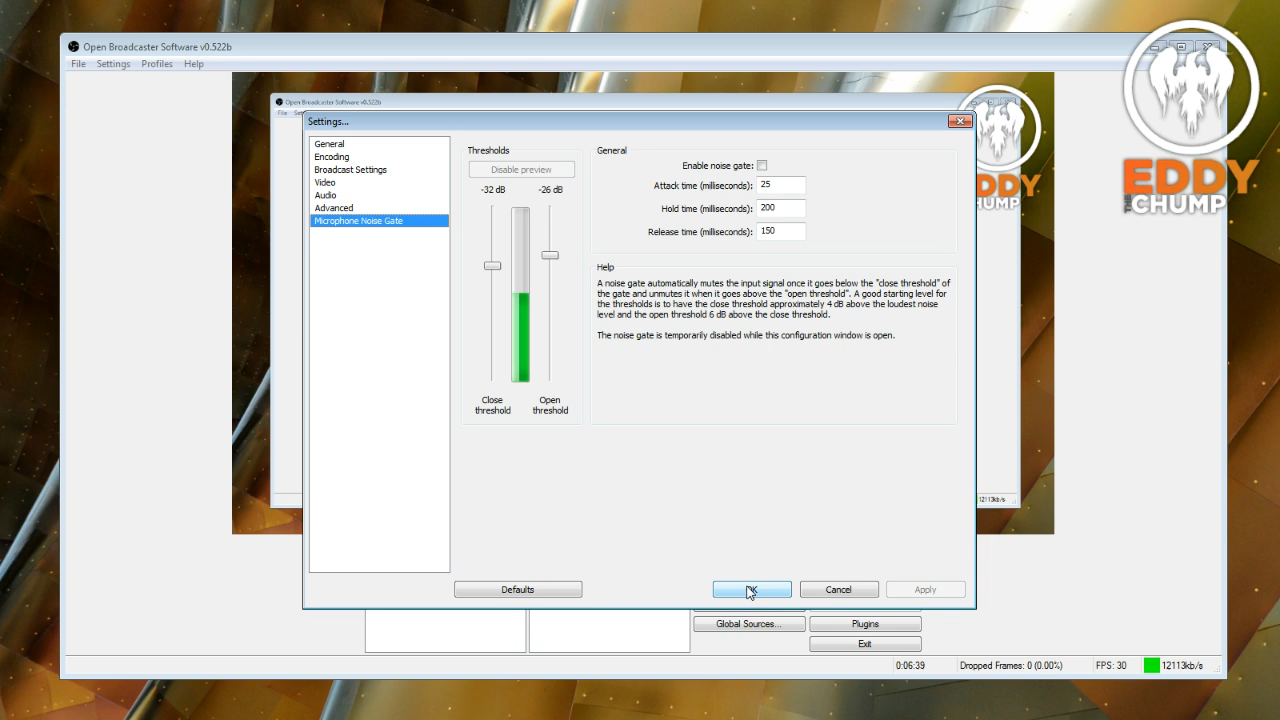 Open Broadcaster Software v0.522b
File Settings Profiles Help
Open Broadcaster Software v0.522b
File
Settings...
General
Encoding
Broadcast Settings
Video
Audio
Advanced
Microphone Noise Gate
Thresholds
Disable preview
-32 dB
-26 dB
Close
threshold
Open
threshold
General
Enable noise gate:
Attack time (milliseconds): 25
Hold time (milliseconds): 200
Release time (milliseconds): 150
Help
A noise gate automatically mutes the input signal once it goes below the "close threshold" of
the gate and unmutes it when it goes above the "open threshold". A good starting level for
the thresholds is to have the close threshold approximately 4 dB above the loudest noise
level and the open threshold 6 dB above the close threshold.
The noise gate is temporarily disabled while this configuration window is open.
Defaults
OK
Cancel
Apply
EDDY
THE CHUMP
12113kb/s
Global Sources...
Plugins
Exit
0:06:39
Dropped Frames: 0 (0.00%)
FPS: 30
12113kb/s